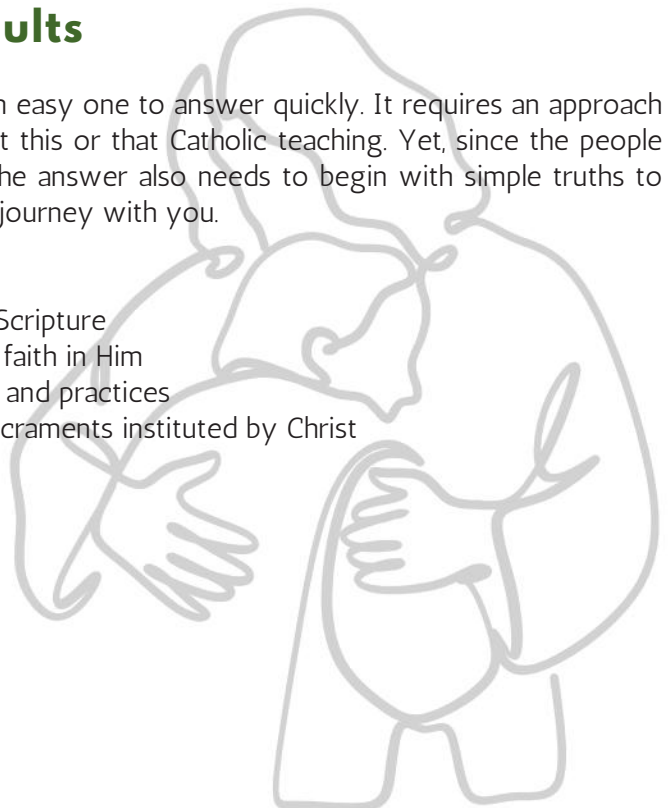 ults
n easy one to answer quickly. It requires an approach
t this or that Catholic teaching. Yet, since the people
he answer also needs to begin with simple truths to
journey with you.
Scripture
faith in Him
and practices
craments instituted by Christ